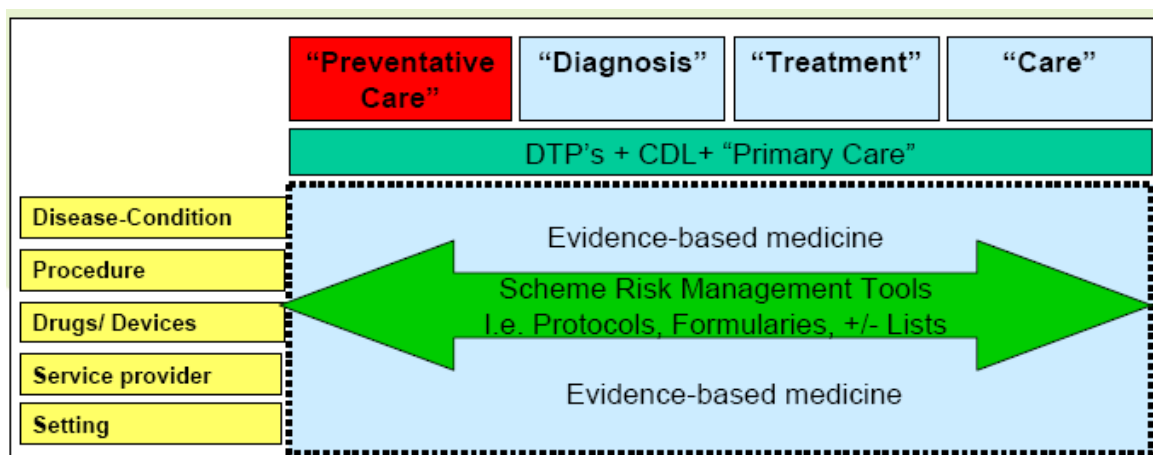 “Preventative
Care”
“Diagnosis”
“Treatment”
“Care”
DTP's + CDL+ “Primary Care”
Disease-Condition
Procedure
Drugs/ Devices
Service provider
Setting
Evidence-based medicine
Scheme Risk Management Tools
I.e. Protocols, Formularies, +/- Lists
Evidence-based medicine